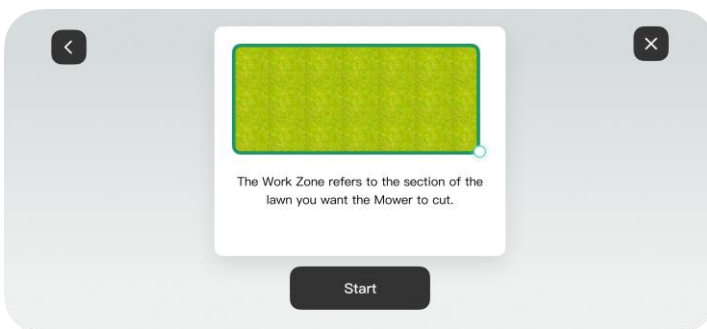 The Work Zone refers to the section of the
lawn you want the Mower to cut.
Start